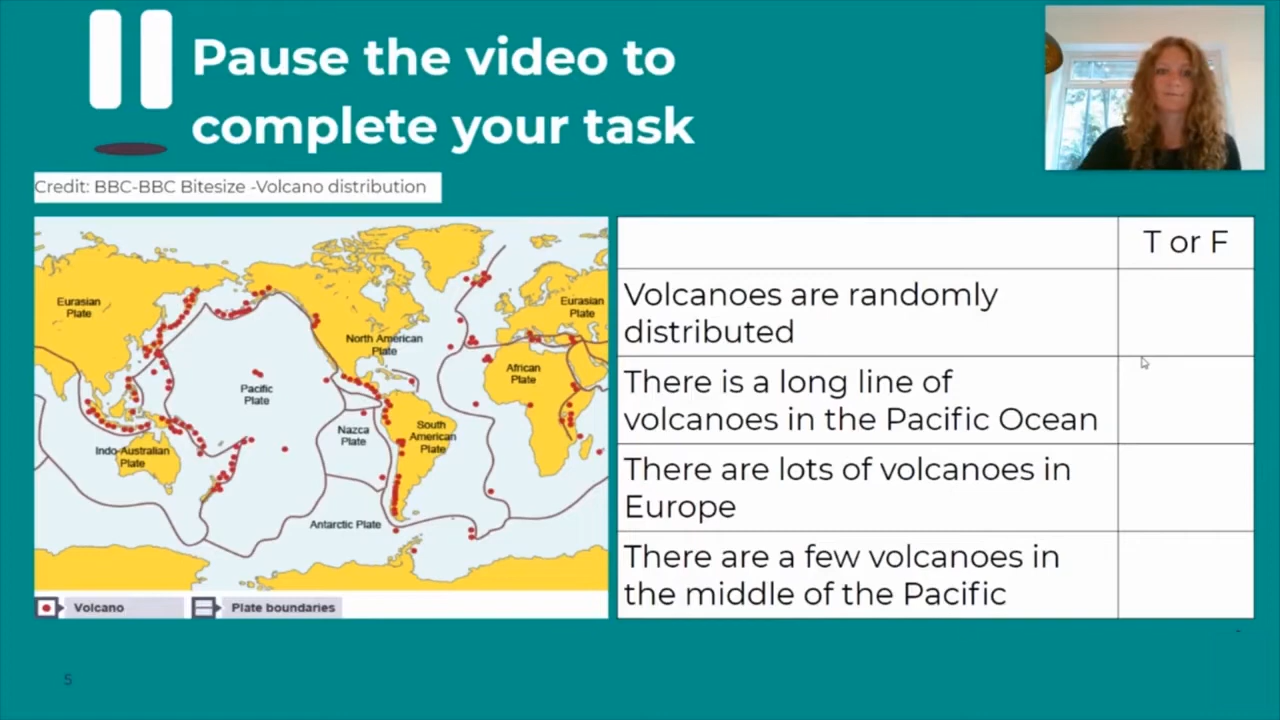 Pause the video to
complete your task
Credit: BBC-BBC Bitesize -Volcano distribution
Eurasian
Plate
North American
Plate
Eurasian
Plate
African
Plate
Pacific
Plate
Nazca
Plate
South
American
Plate
Indo-Australian
Plate
Antarctic Plate
Volcano
Plate boundaries
T or F
Volcanoes are randomly
distributed
There is a long line of
volcanoes in the Pacific Ocean
There are lots of volcanoes in
Europe
There are a few volcanoes in
the middle of the Pacific
5